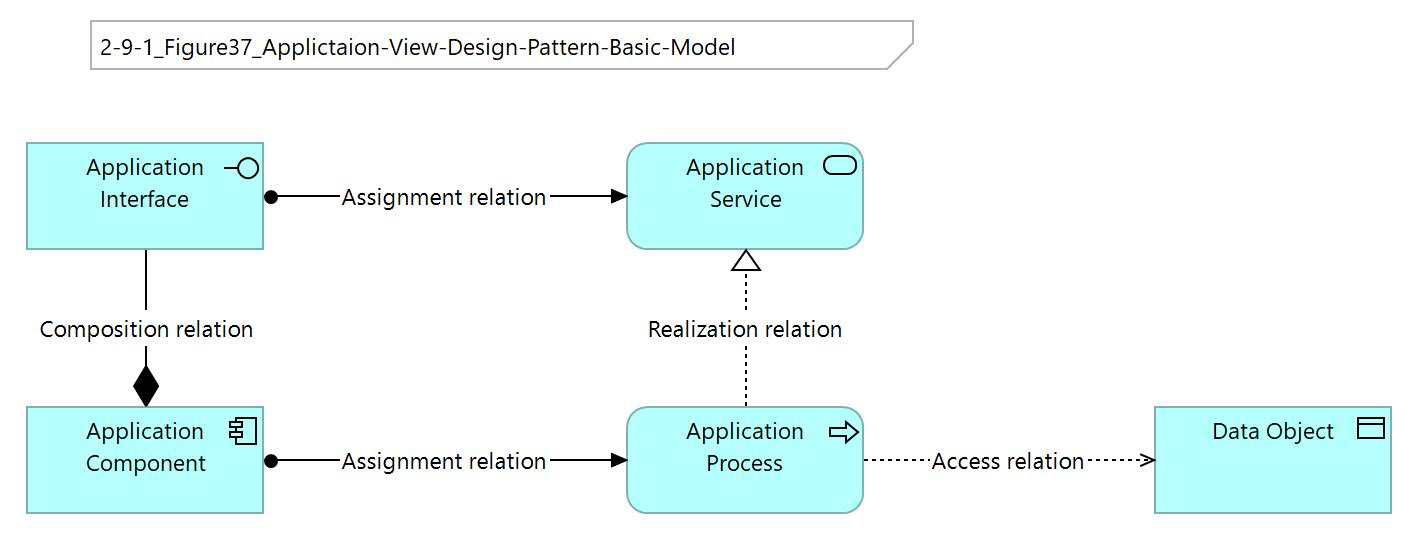 2-9-1_Figure37_Applictaion-View-Design-Pattern-Basic-Model
Application
Interface
Assignment relation
Application
Service
Composition relation
Realization relation
Application
Component
Assignment relation
Application
Process
Access relation
Data Object